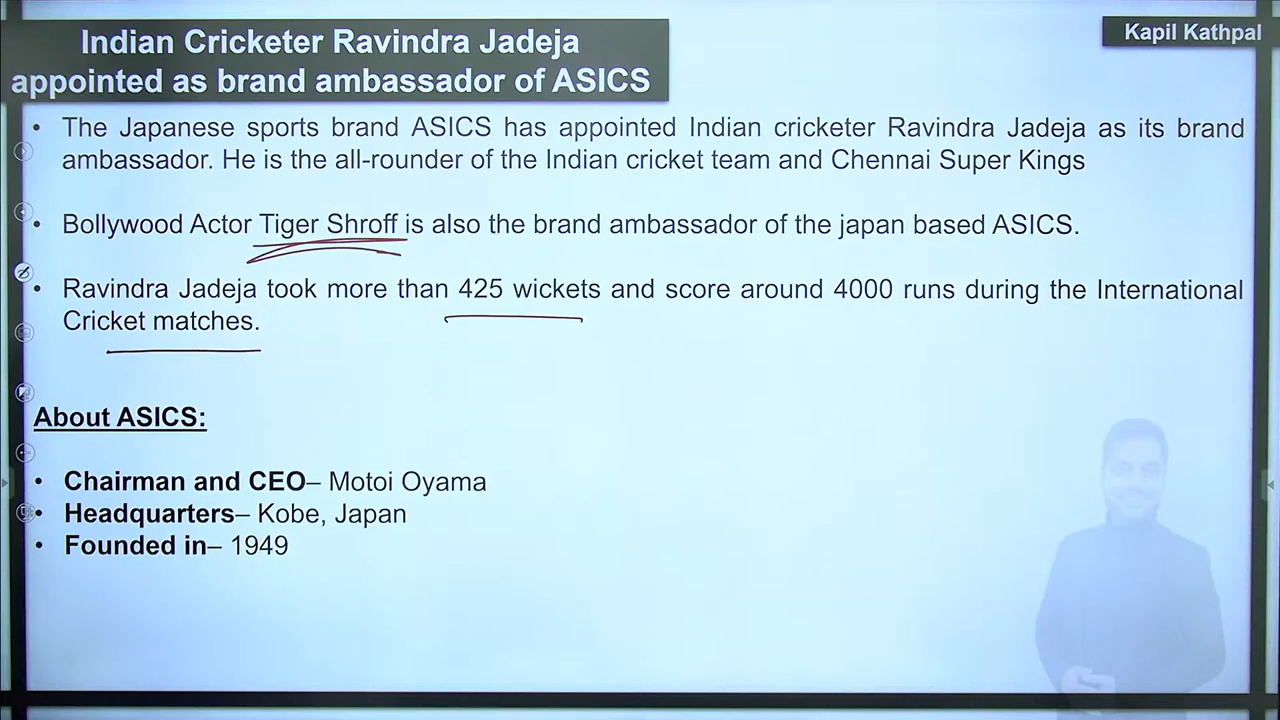 Indian Cricketer Ravindra Jadeja
appointed as brand ambassador of ASICS
Kapil Kathpal
• The Japanese sports brand ASICS has appointed Indian cricketer Ravindra Jadeja as its brand
ambassador. He is the all-rounder of the Indian cricket team and Chennai Super Kings
• Bollywood Actor Tiger Shroff is also the brand ambassador of the japan based ASICS.
• Ravindra Jadeja took more than 425 wickets and score around 4000 runs during the International
Cricket matches.
About ASICS:
• Chairman and CEO– Motoi Oyama
• Headquarters– Kobe, Japan
• Founded in– 1949